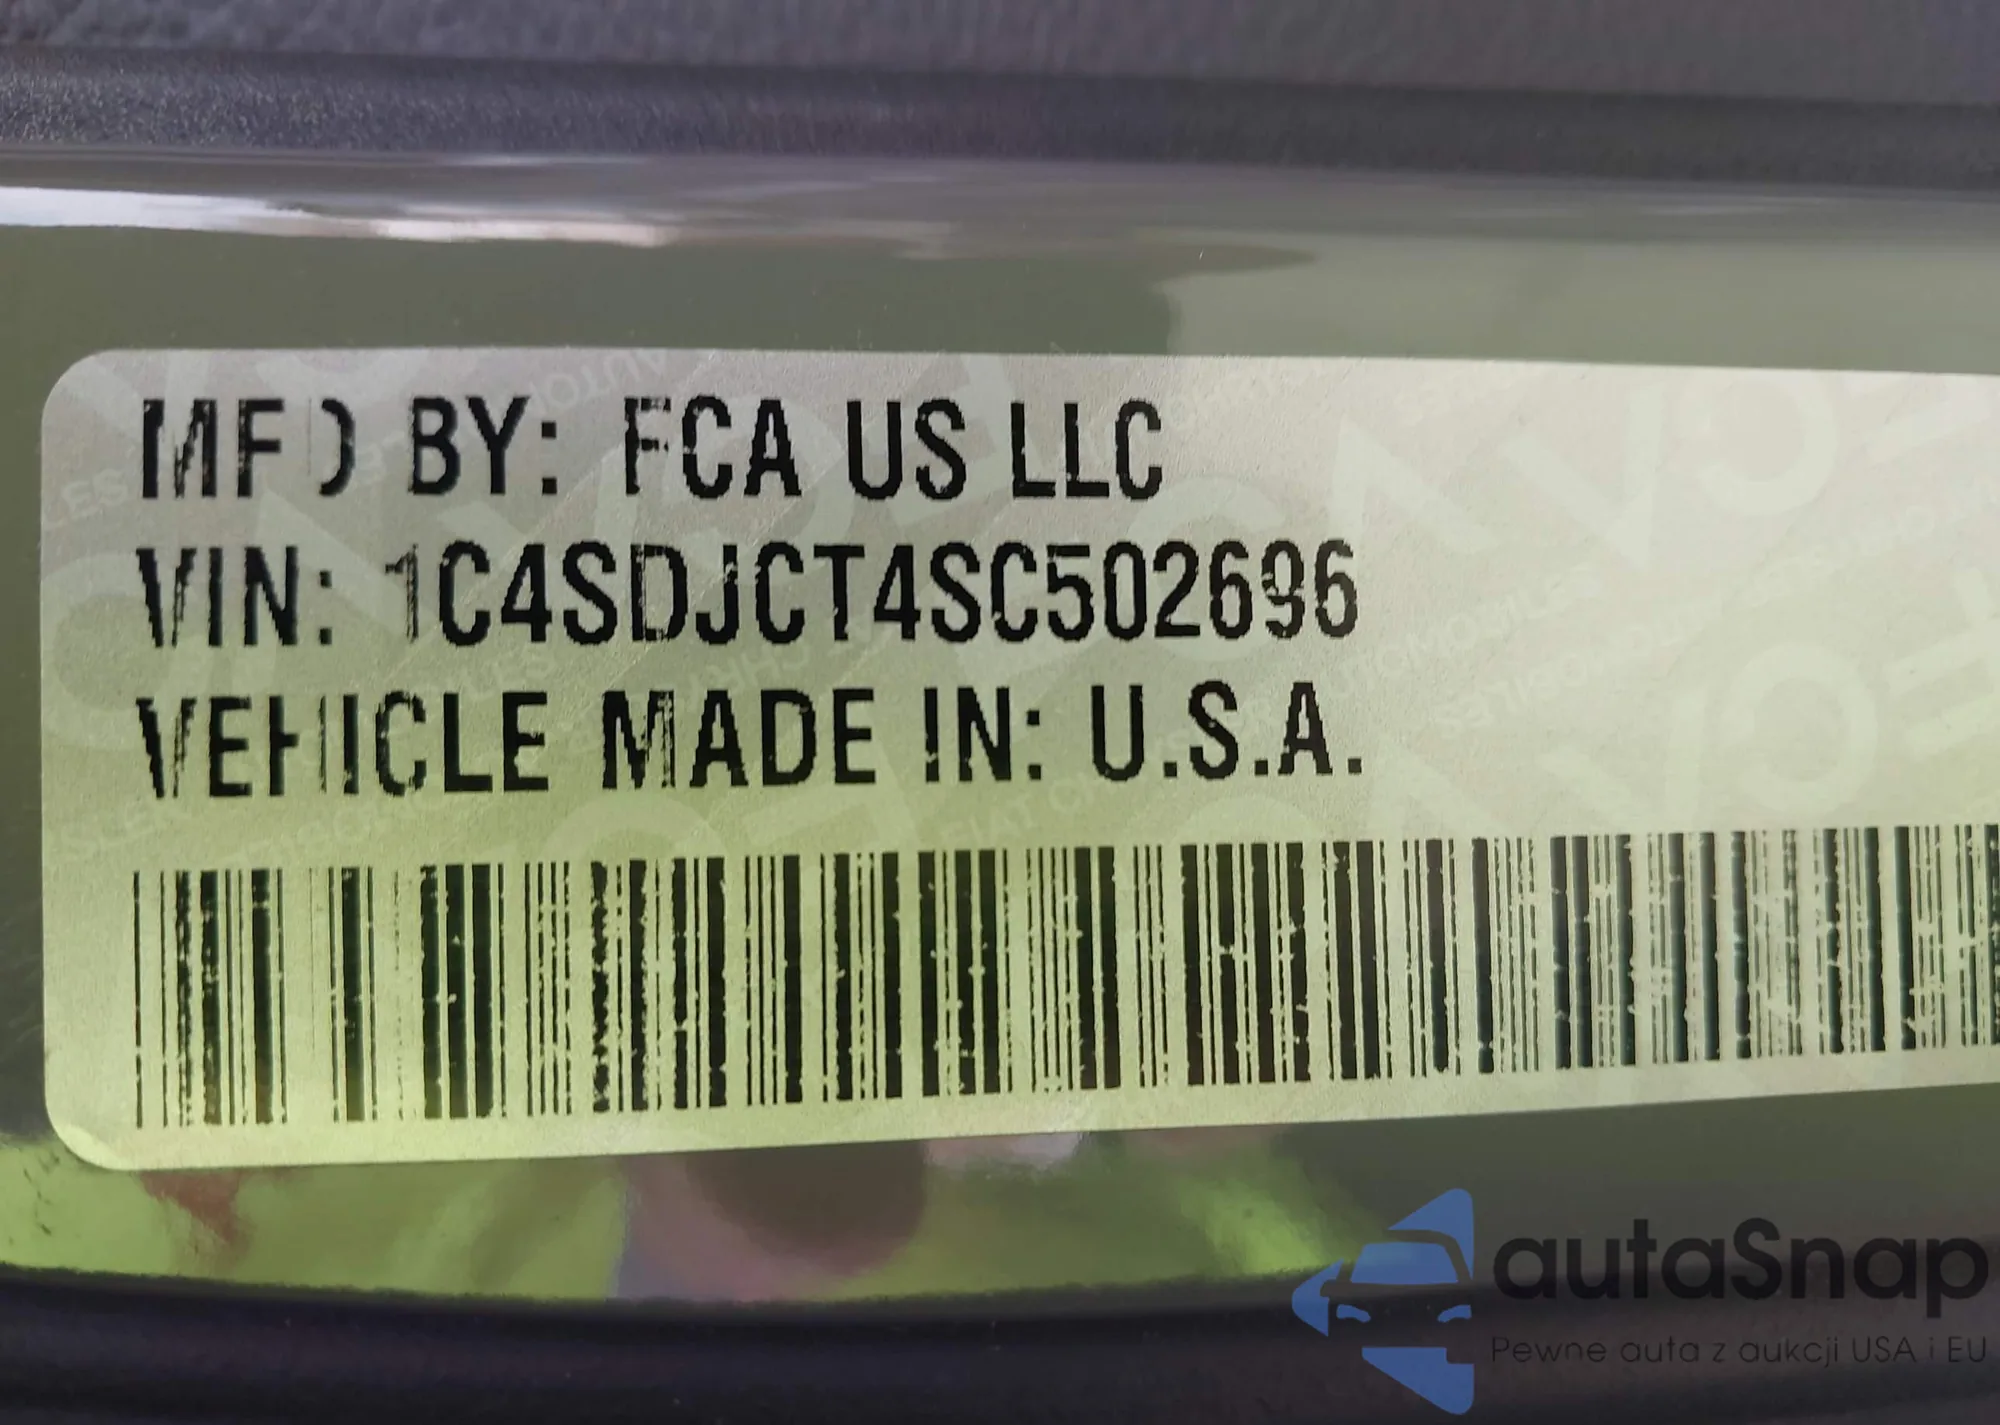 MFD BY: FCA US LLC
VIN: 1C4SDJCT4SC502696
VEHICLE MADE IN: U.S.A.
autaSnap
Pewne auta z aukcji USA i EU